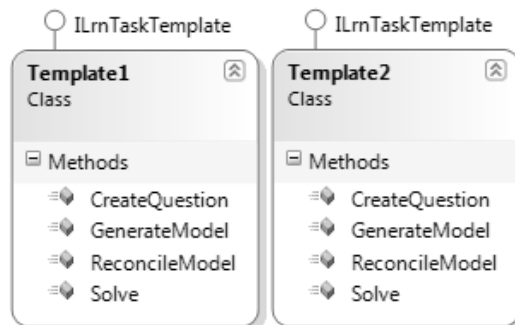 ILrnTaskTemplate
Template1
Class
Methods
CreateQuestion
GenerateModel
ReconcileModel
Solve
ILrnTaskTemplate
Template2
Class
Methods
CreateQuestion
GenerateModel
ReconcileModel
Solve